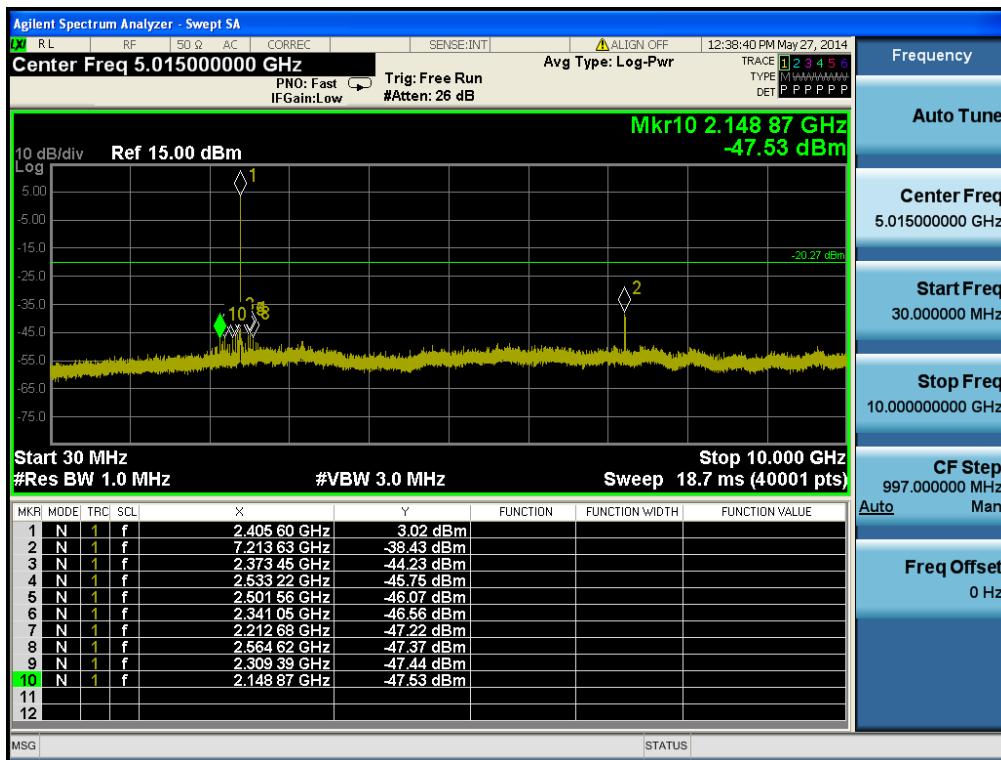 Agilent Spectrum Analyzer - Swept SA
LXI RL RF 50 Ω AC CORREC SENSE:INT ALIGN OFF 12:38:40 PM May 27, 2014
Center Freq 5.015000000 GHz
PNO: Fast
IFGain:Low
Trig: Free Run
#Atten: 26 dB
Avg Type: Log-Pwr
TRACE 1 2 3 4 5 6
TYPE M
DET P P P P P P
Mkr10 2.148 87 GHz
-47.53 dBm
10 dB/div Ref 15.00 dBm
Log
5.00
-5.00
-15.0
-25.0
-35.0
-45.0
-55.0
-65.0
-75.0
-20.27 dBm
1
2
10
8
Start 30 MHz
Stop 10.000 GHz
#Res BW 1.0 MHz
#VBW 3.0 MHz
Sweep 18.7 ms (40001 pts)
MKR MODE TRC SCL X Y FUNCTION FUNCTION WIDTH FUNCTION VALUE
1 N 1 f 2.405 60 GHz 3.02 dBm
2 N 1 f 7.213 63 GHz -38.43 dBm
3 N 1 f 2.373 45 GHz -44.23 dBm
4 N 1 f 2.533 22 GHz -45.75 dBm
5 N 1 f 2.501 56 GHz -46.07 dBm
6 N 1 f 2.341 05 GHz -46.56 dBm
7 N 1 f 2.212 68 GHz -47.22 dBm
8 N 1 f 2.564 62 GHz -47.37 dBm
9 N 1 f 2.309 39 GHz -47.44 dBm
10 N 1 f 2.148 87 GHz -47.53 dBm
11
12
MSG
STATUS
Frequency
Auto Tune
Center Freq
5.015000000 GHz
Start Freq
30.000000 MHz
Stop Freq
10.000000000 GHz
CF Step
997.000000 MHz
Auto Man
Freq Offset
0 Hz